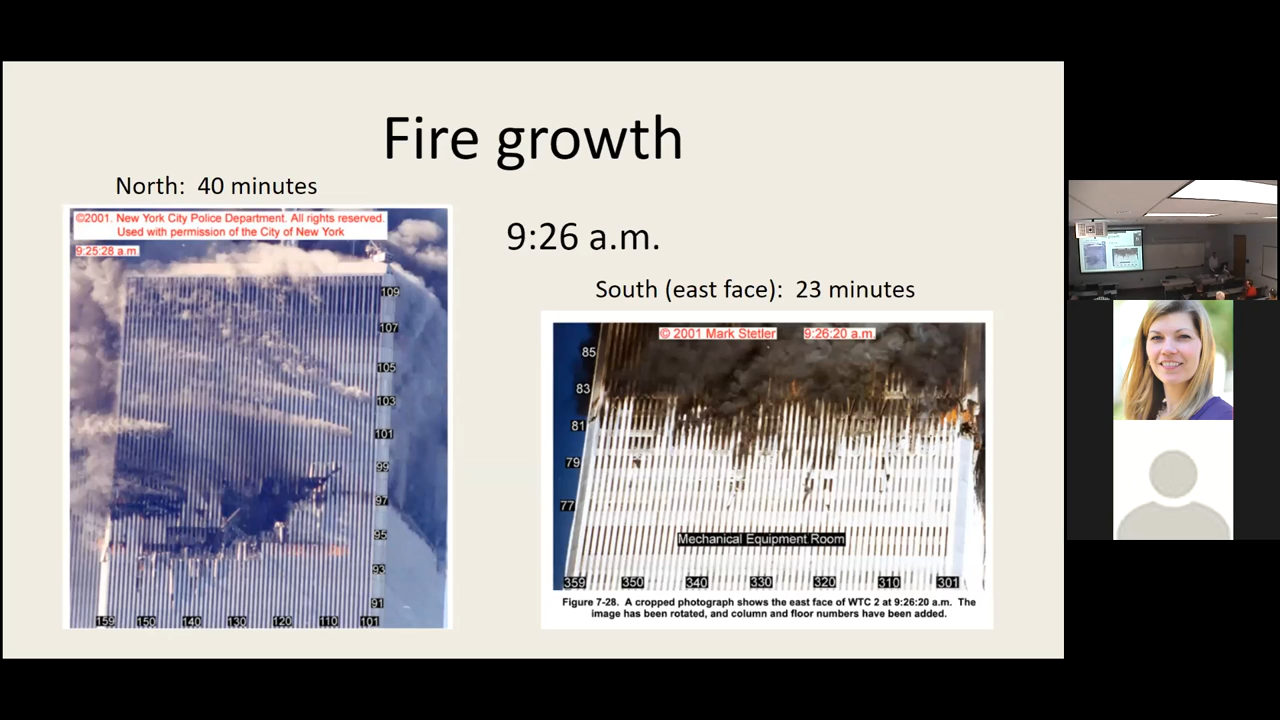 Fire growth
North: 40 minutes
©2001. New York City Police Department. All rights reserved.
Used with permission of the City of New York
9:25:28 a.m.
109
107
105
103
101
99
97
95
93
91
159 150 140 130 120 110 101
9:26 a.m.
South (east face): 23 minutes
© 2001 Mark Stetler 9:26:20 a.m.
85
83
81
79
77
Mechanical Equipment Room
359 350 340 330 320 310 301
Figure 7-28. A cropped photograph shows the east face of WTC 2 at 9:26:20 a.m. The
image has been rotated, and column and floor numbers have been added.